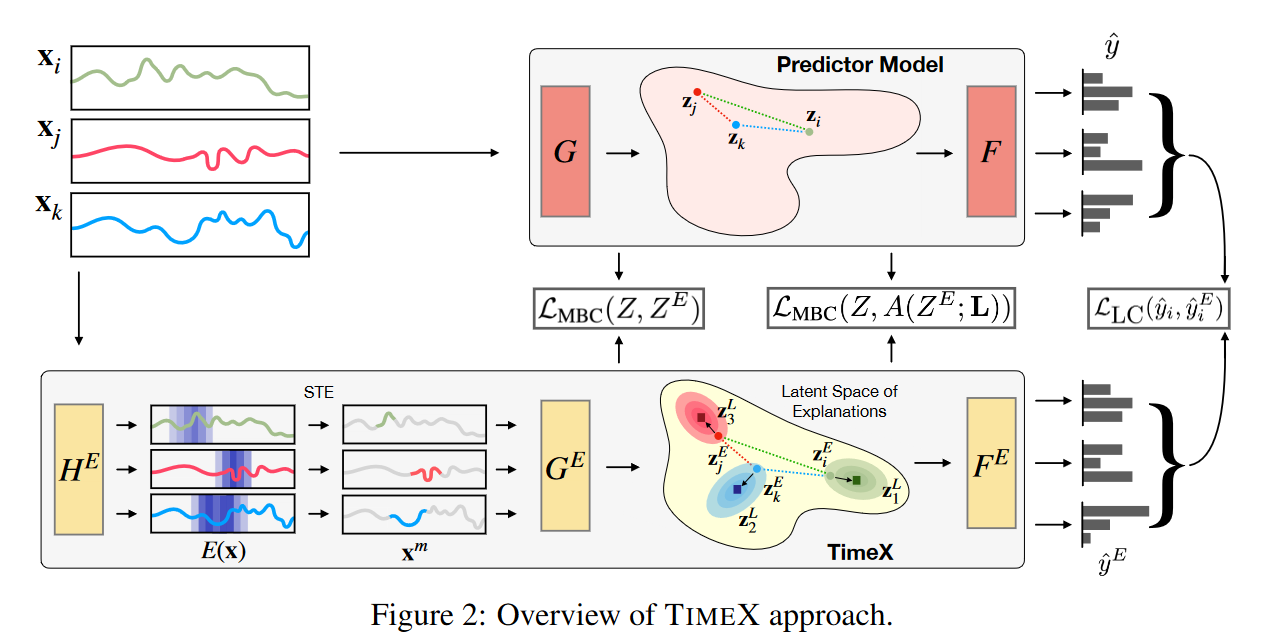 x_i
x_j
x_k
Predictor Model
G
z_j
z_k
z_i
F
ŷ
ℒ_MBC(Z, Z^E)
ℒ_MBC(Z, A(Z^E; L))
ℒ_LC(ŷ_i, ŷ_i^E)
H^E
STE
E(x)
x^m
G^E
Latent Space of
Explanations
z_3^L
z_j^E
z_i^E
z_k^E
z_1^L
z_2^L
TimeX
F^E
ŷ^E
Figure 2: Overview of TIMEX approach.